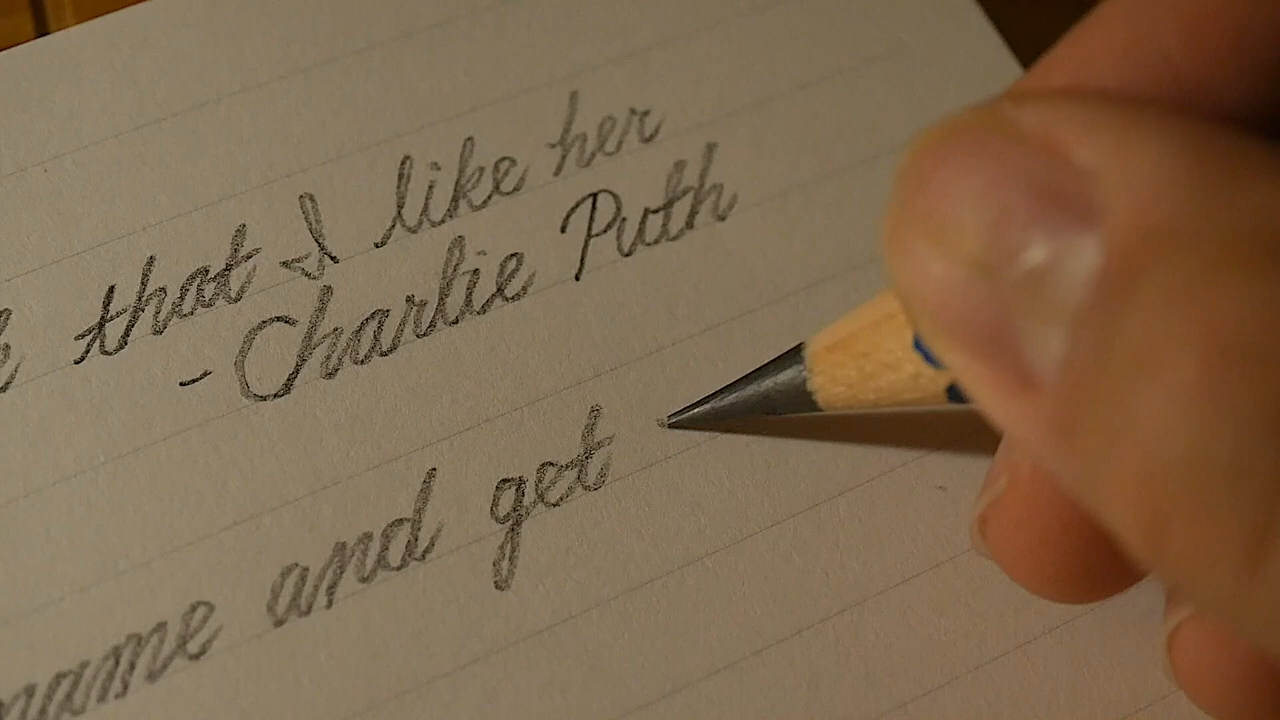 that I like her
- Charlie Puth
name and get